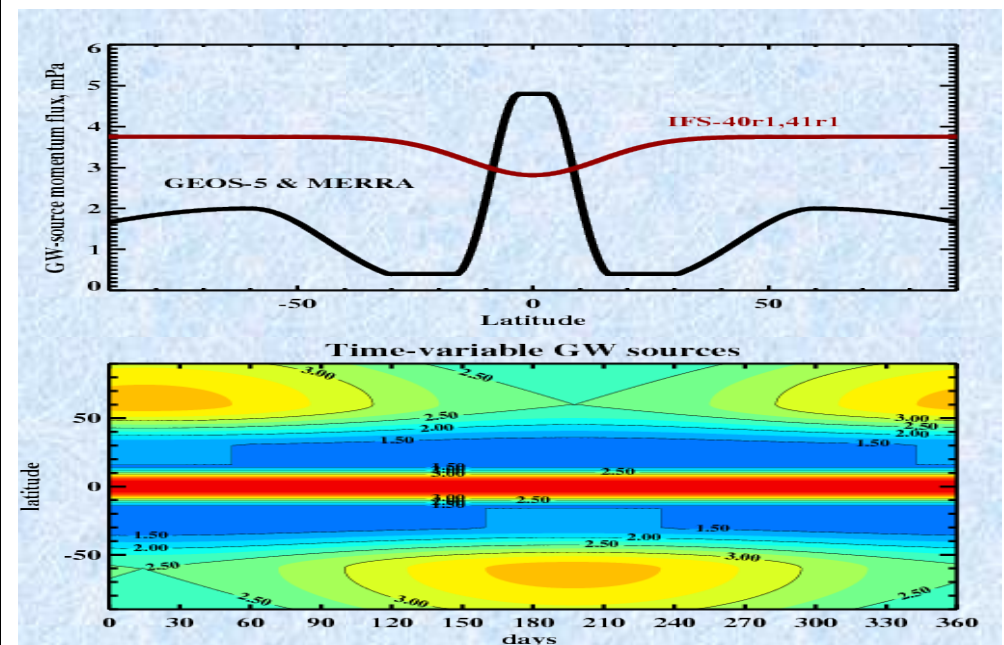 6
5
4
3
2
1
0
GW-source momentum flux, mPa
IFS-40r1,41r1
GEOS-5 & MERRA
-50 0 50
Latitude
Time-variable GW sources
50
0
-50
latitude
3.00 2.50
2.50 3.00
2.00 2.50
1.50 2.00
1.50
1.50 2.50
3.00
3.00 2.50
1.50
1.50 2.00 1.50
2.00 2.50
2.50 3.00
2.50
2.50 3.00 2.50
0 30 60 90 120 150 180 210 240 270 300 330 360
days